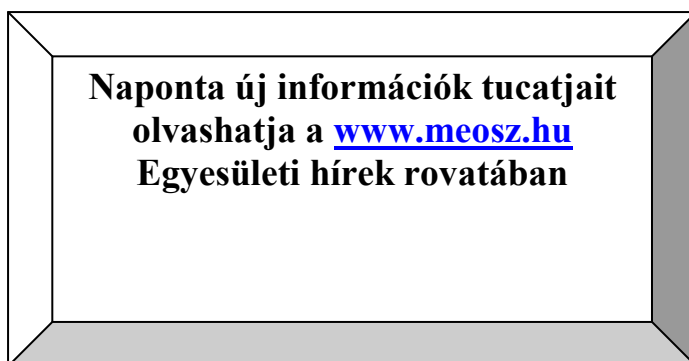 Naponta új információk tucatjait
olvashatja a www.meosz.hu
Egyesületi hírek rovatában